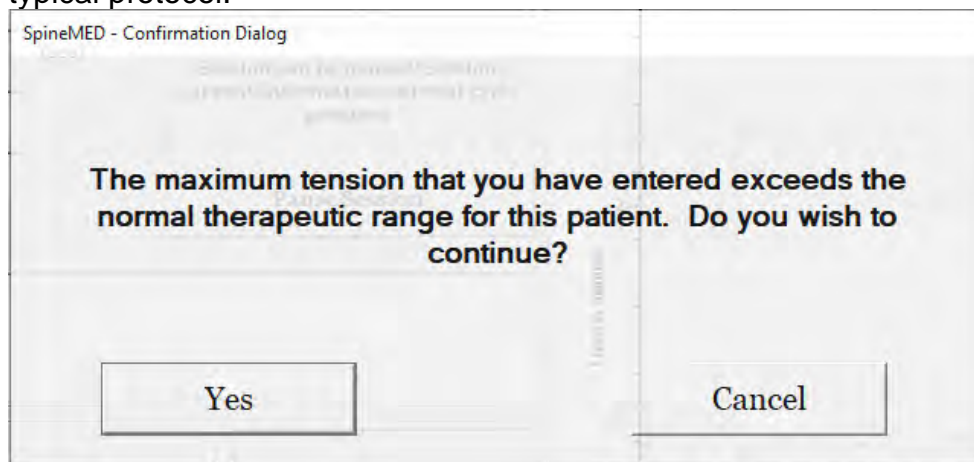 typical protocol.
SpineMED - Confirmation Dialog
The maximum tension that you have entered exceeds the
normal therapeutic range for this patient.  Do you wish to
continue?
Yes
Cancel